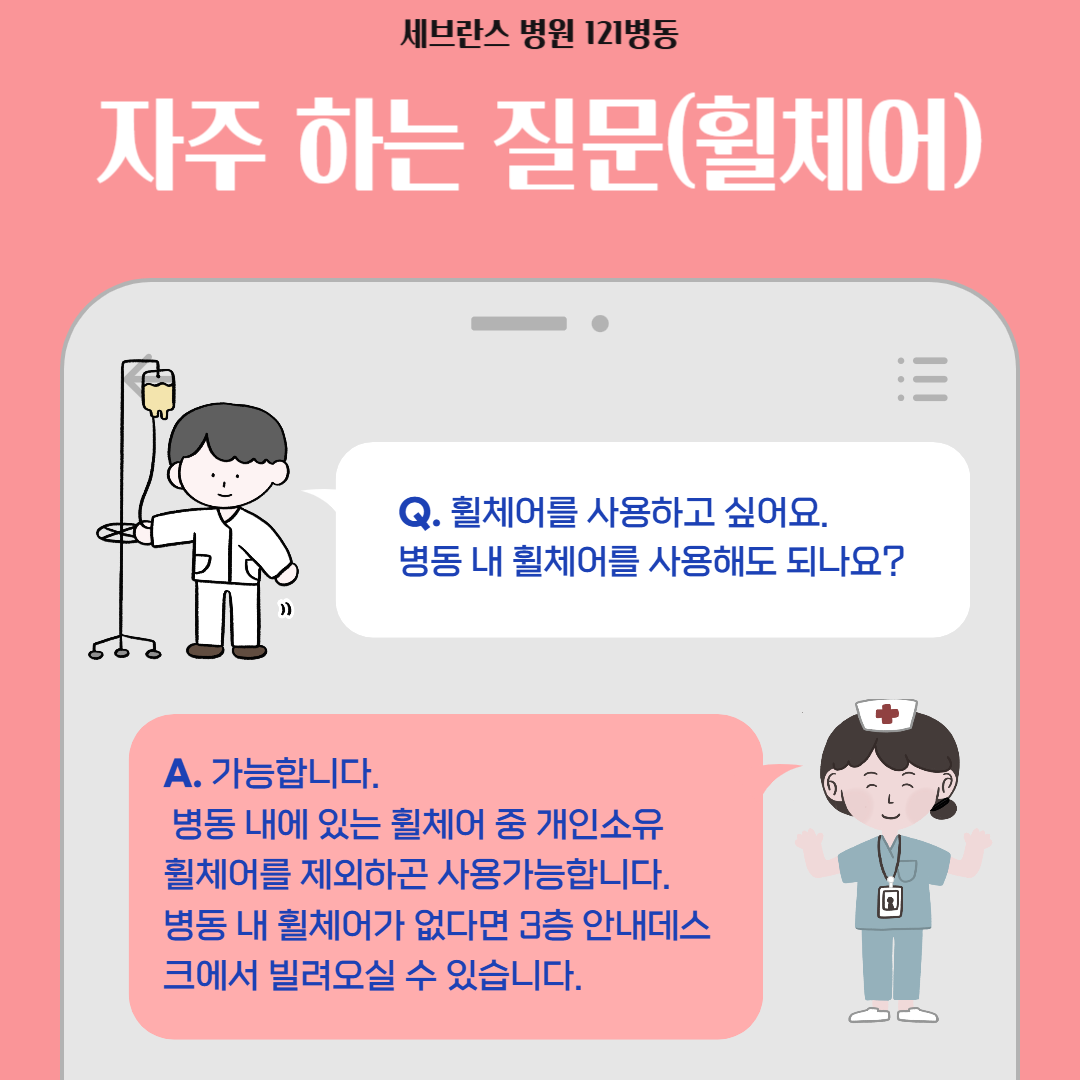 세브란스 병원 121병동
자주 하는 질문(휠체어)
Q. 휠체어를 사용하고 싶어요.
병동 내 휠체어를 사용해도 되나요?
A. 가능합니다.
병동 내에 있는 휠체어 중 개인소유
휠체어를 제외하곤 사용가능합니다.
병동 내 휠체어가 없다면 3층 안내데스
크에서 빌려오실 수 있습니다.